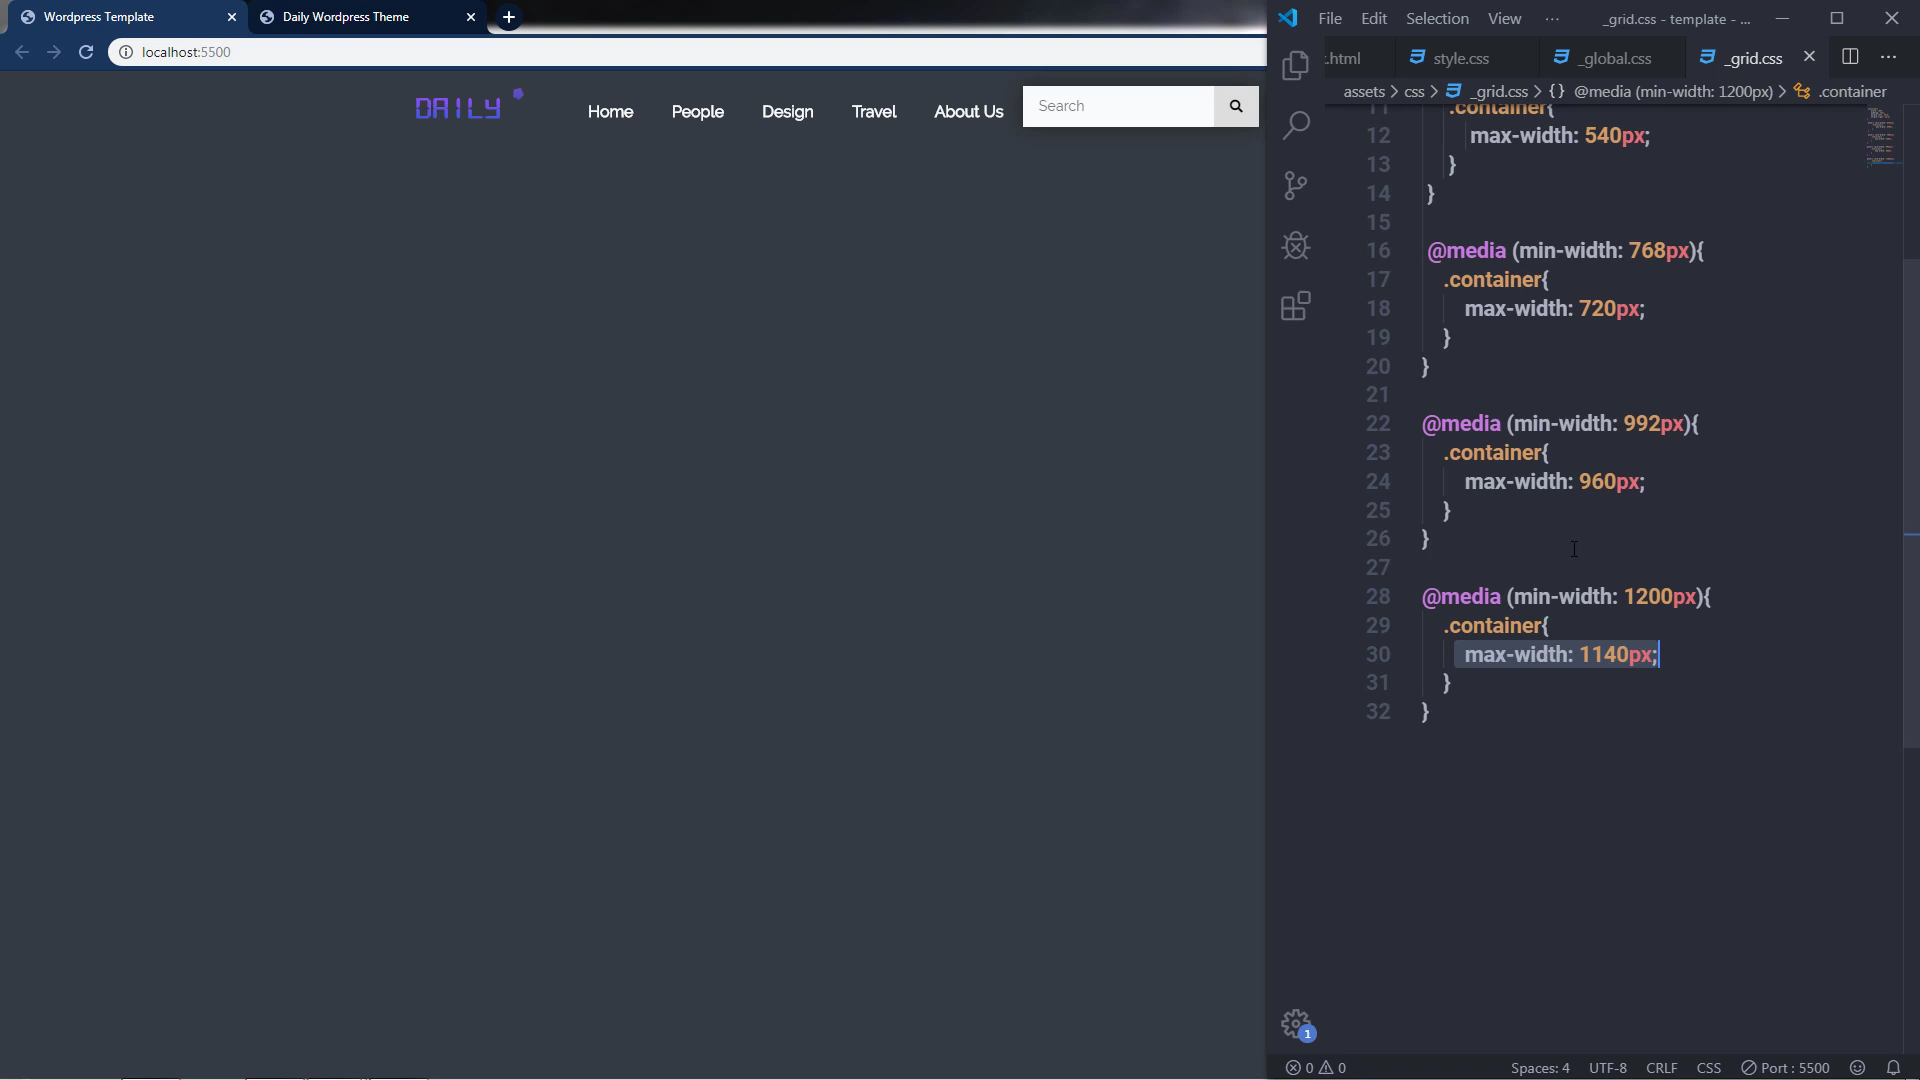 Wordpress Template
Daily Wordpress Theme
localhost:5500
DAILY
Home
People
Design
Travel
About Us
Search
File
Edit
Selection
View
_grid.css - template - ...
.html
style.css
_global.css
_grid.css
assets > css > _grid.css > {} @media (min-width: 1200px) > .container
11 .container{
12 max-width: 540px;
13 }
14 }
15
16 @media (min-width: 768px){
17 .container{
18 max-width: 720px;
19 }
20 }
21
22 @media (min-width: 992px){
23 .container{
24 max-width: 960px;
25 }
26 }
27
28 @media (min-width: 1200px){
29 .container{
30 max-width: 1140px;
31 }
32 }
1
0 0
Spaces: 4
UTF-8
CRLF
CSS
Port : 5500